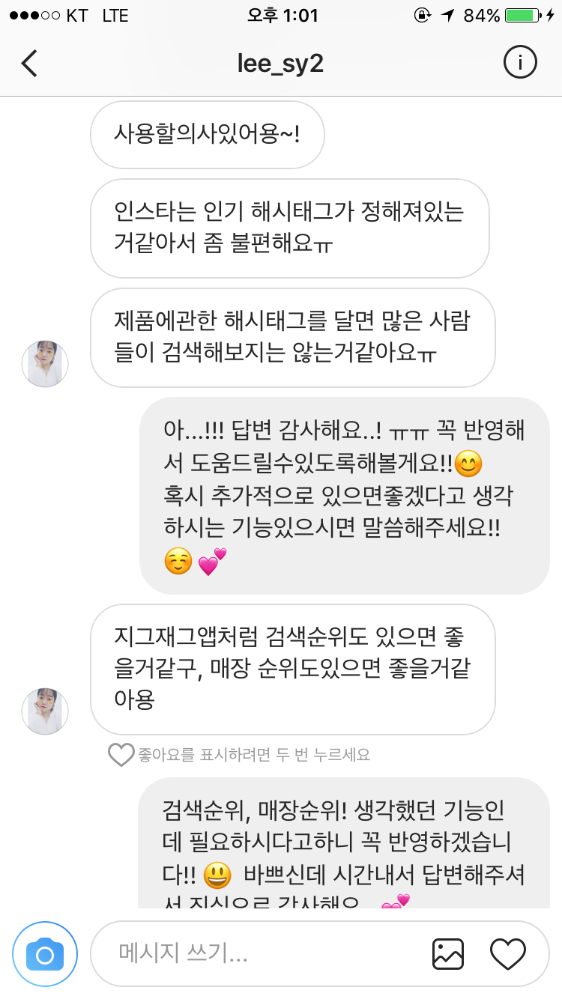 KT LTE 오후 1:01 84%
lee_sy2
사용할의사있어용~!
인스타는 인기 해시태그가 정해져있는
거같아서 좀 불편해요ㅠ
제품에관한 해시태그를 달면 많은 사람
들이 검색해보지는 않는거같아요ㅠ
아...!!! 답변 감사해요..! ㅠㅠ 꼭 반영해
서 도움드릴수있도록해볼게요!!😊
혹시 추가적으로 있으면좋겠다고 생각
하시는 기능있으시면 말씀해주세요!!
☺️💕
지그재그앱처럼 검색순위도 있으면 좋
을거같구, 매장 순위도있으면 좋을거같
아용
좋아요를 표시하려면 두 번 누르세요
검색순위, 매장순위! 생각했던 기능인
데 필요하시다고하니 꼭 반영하겠습니
다!! 😃 바쁘신데 시간내서 답변해주셔
서 진심으로 감사해요..💕
메시지 쓰기...